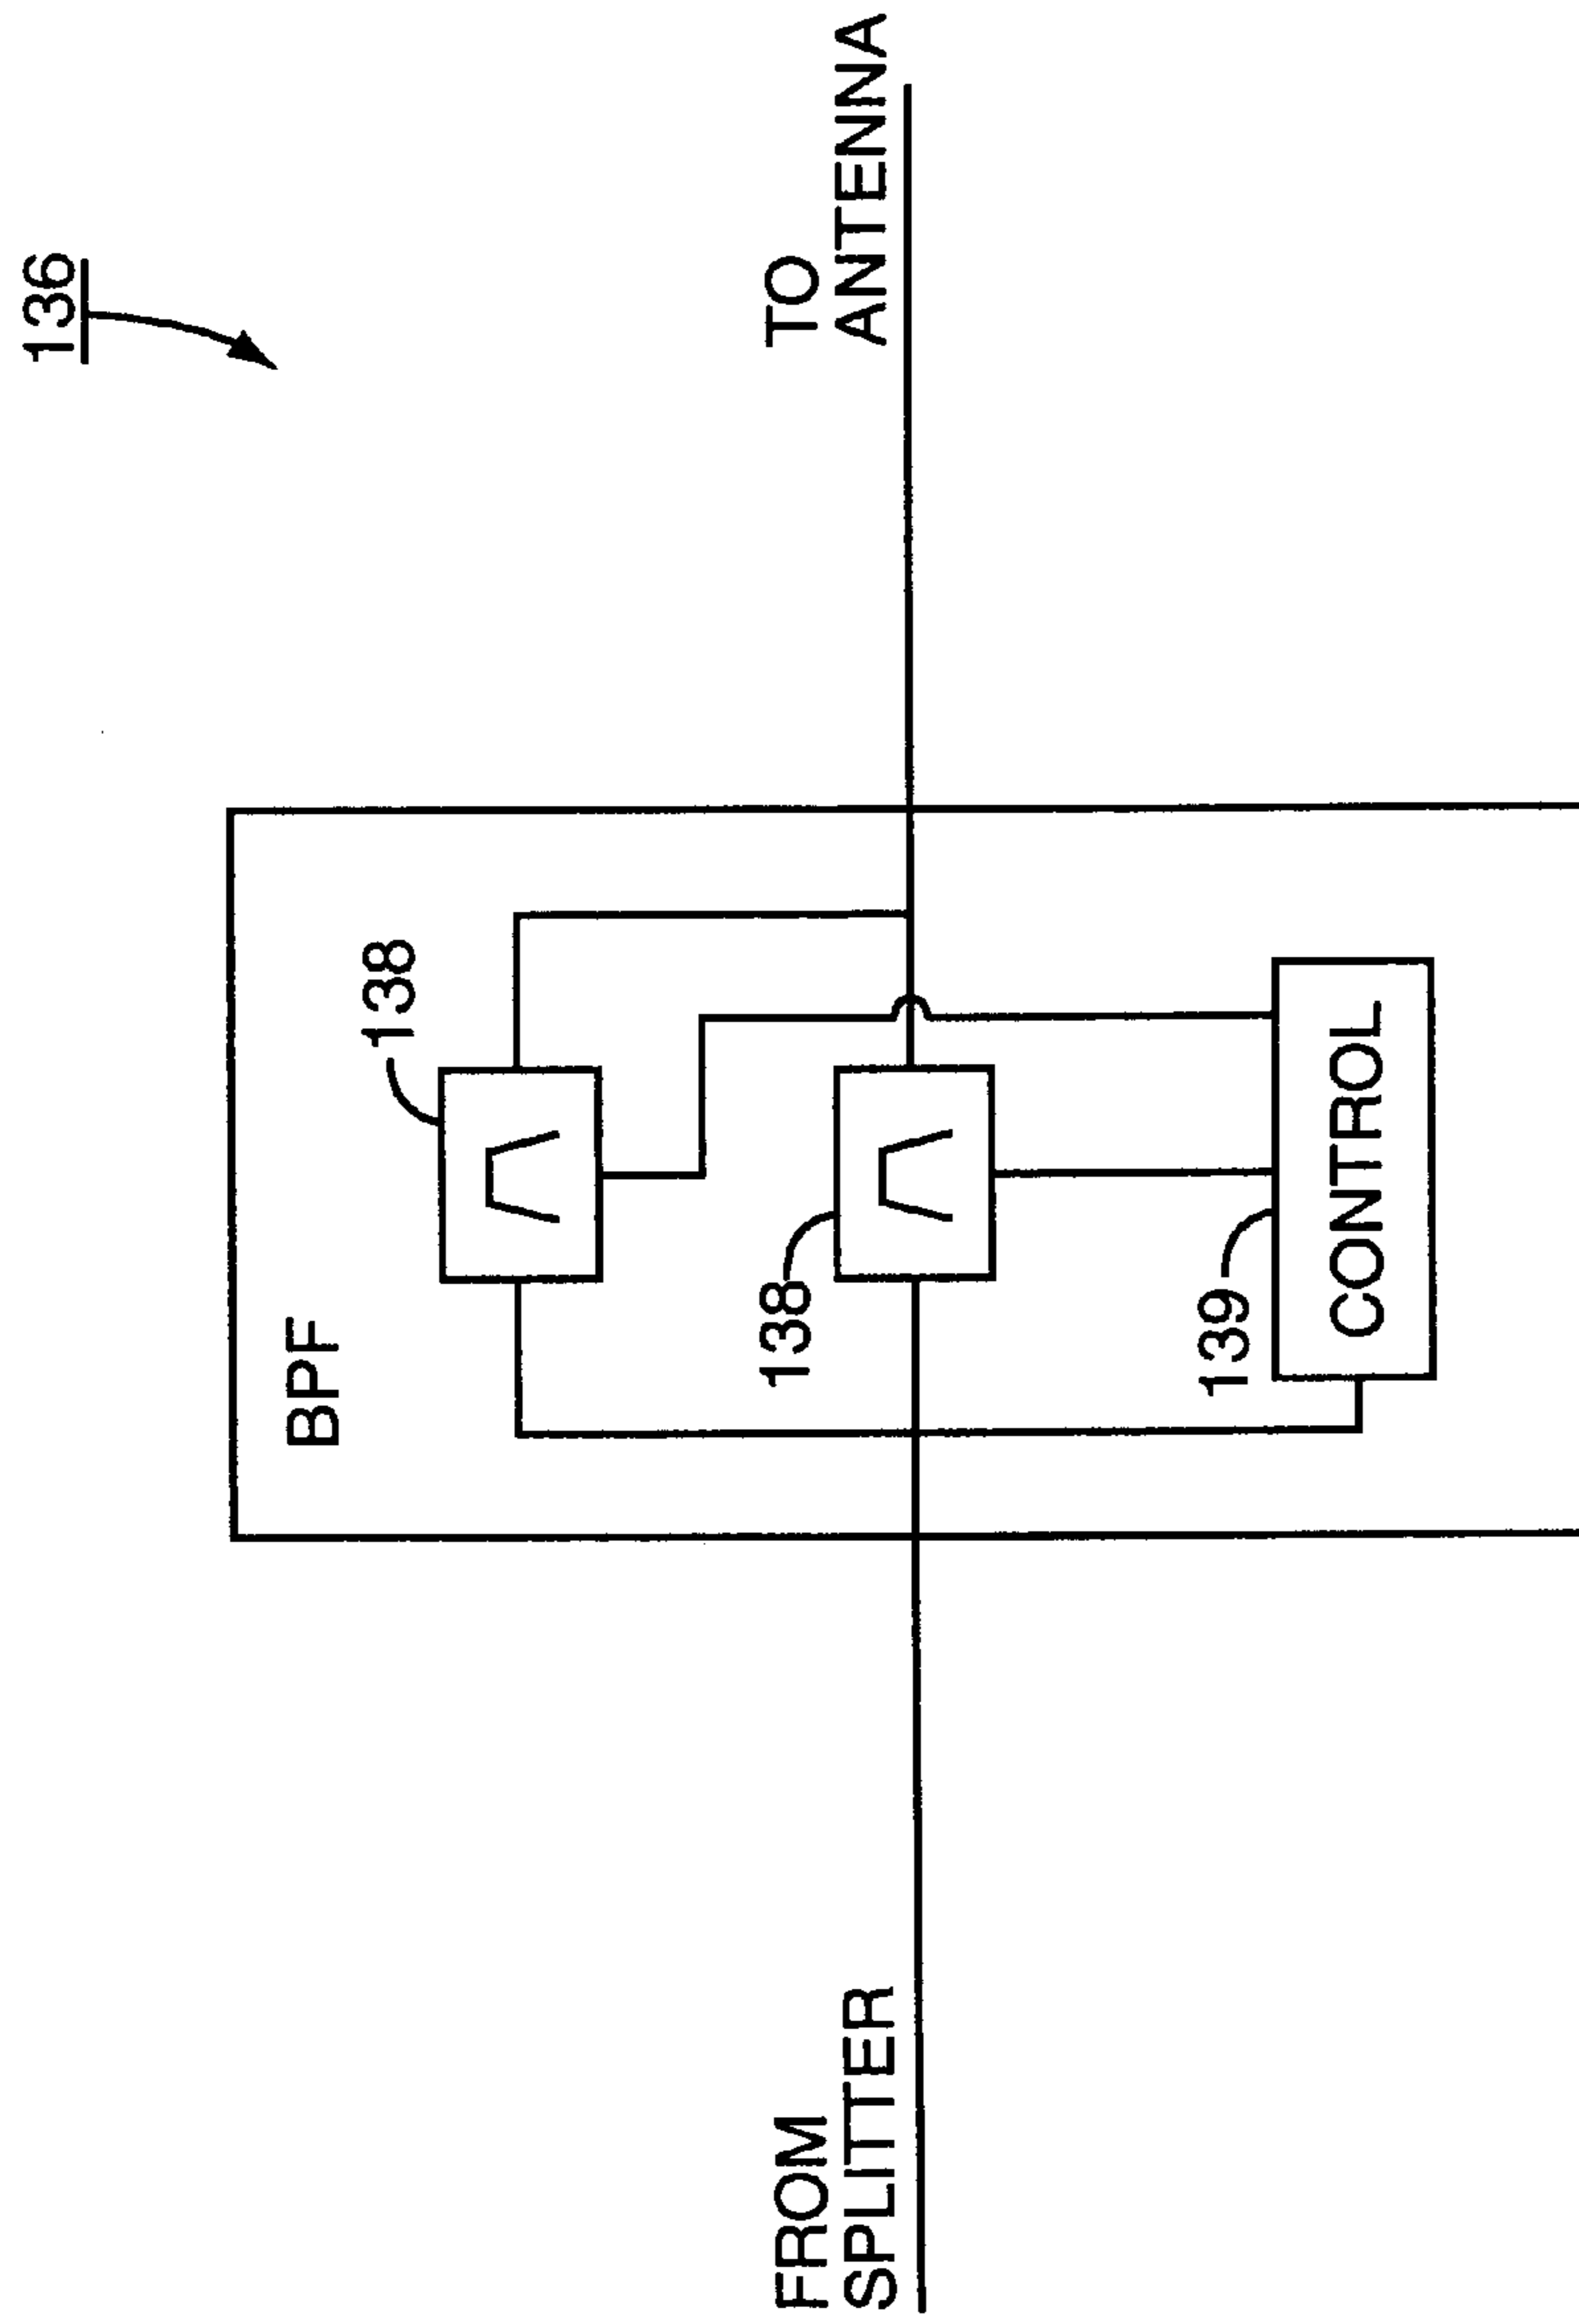 136
BPF
138
138
139
CONTROL
FROM
SPLITTER
TO
ANTENNA